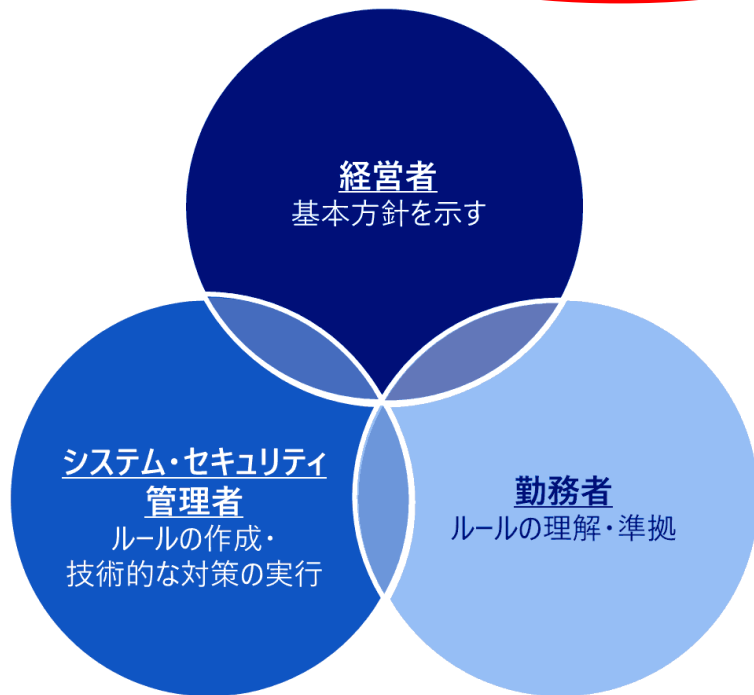 経営者
基本方針を示す
システム・セキュリティ
管理者
ルールの作成・
技術的な対策の実行
勤務者
ルールの理解・準拠